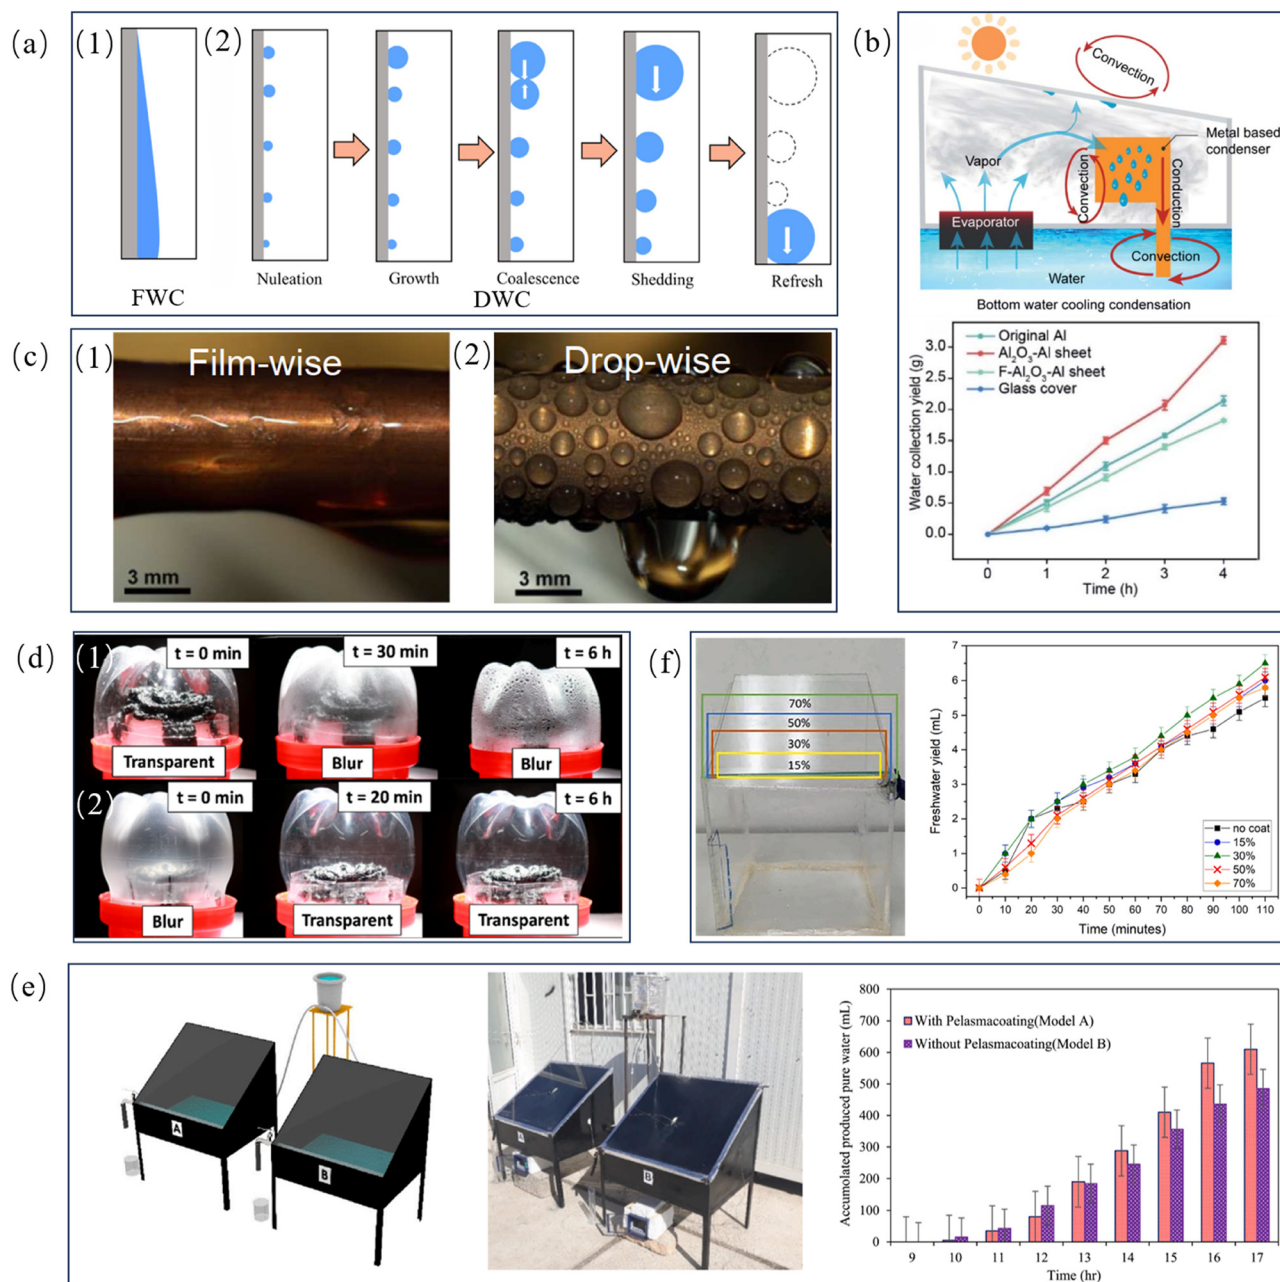 (a)
(1)
(2)
FWC
Nuleation
Growth
Coalescence
Shedding
Refresh
DWC
(b)
Convection
Metal based
condenser
Vapor
Convection
Conduction
Evaporator
Convection
Water
Bottom water cooling condensation
Water collection yield (g)
3.0
2.5
2.0
1.5
1.0
0.5
0.0
Original Al
Al₂O₃-Al sheet
F-Al₂O₃-Al sheet
Glass cover
0 1 2 3 4
Time (h)
(c)
(1)
Film-wise
3 mm
(2)
Drop-wise
3 mm
(d)
(1)
t = 0 min
t = 30 min
t = 6 h
Transparent
Blur
Blur
(2)
t = 0 min
t = 20 min
t = 6 h
Blur
Transparent
Transparent
(f)
70%
50%
30%
15%
Freshwater yield (mL)
7
6
5
4
3
2
1
0
no coat
15%
30%
50%
70%
0 10 20 30 40 50 60 70 80 90 100 110
Time (minutes)
(e)
A
B
A
B
Accumulated produced pure water (mL)
800
700
600
500
400
300
200
100
0
With Pelasmacoating(Model A)
Without Pelasmacoating(Model B)
9 10 11 12 13 14 15 16 17
Time (hr)